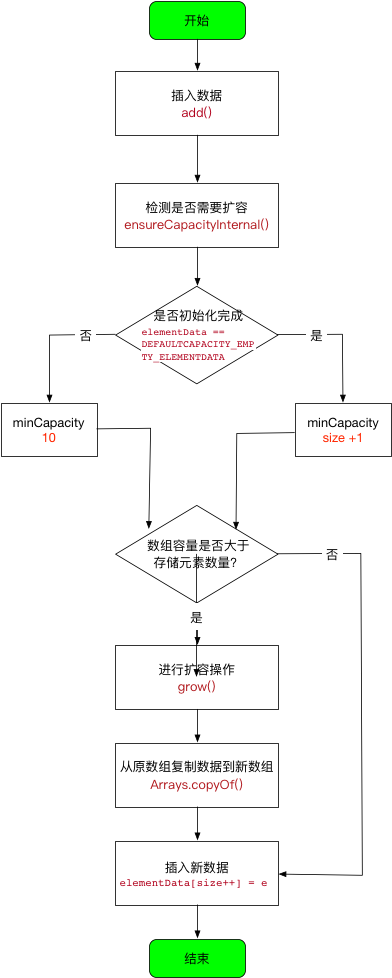 开始
插入数据
add()
检测是否需要扩容
ensureCapacityInternal()
是否初始化完成
elementData ==
DEFAULTCAPACITY_EMP
TY_ELEMENTDATA
否
是
minCapacity
10
minCapacity
size +1
数组容量是否大于
存储元素数量?
否
是
进行扩容操作
grow()
从原数组复制数据到新数组
Arrays.copyOf()
插入新数据
elementData[size++] = e
结束